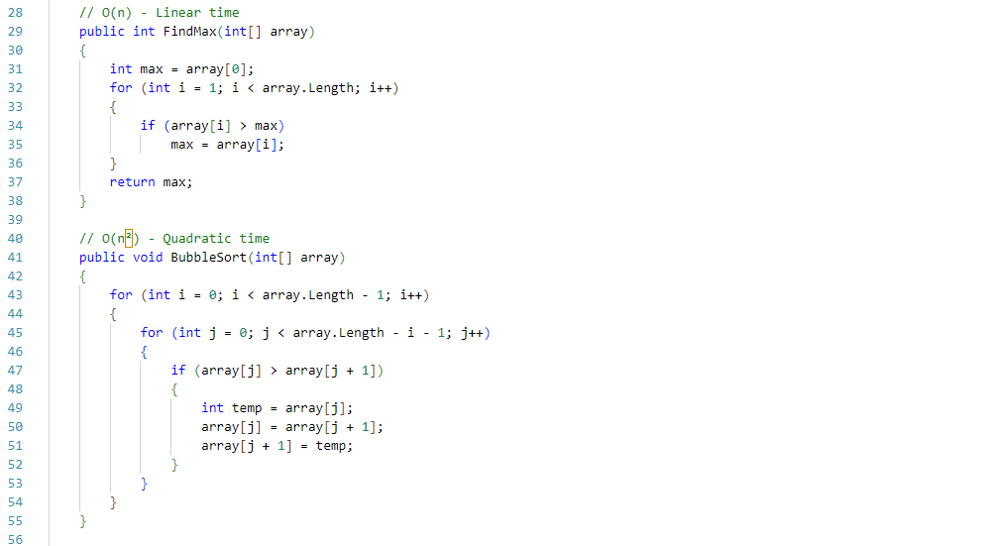 28 // O(n) - Linear time
29 public int FindMax(int[] array)
30 {
31 int max = array[0];
32 for (int i = 1; i < array.Length; i++)
33 {
34 if (array[i] > max)
35 max = array[i];
36 }
37 return max;
38 }
39
40 // O(n²) - Quadratic time
41 public void BubbleSort(int[] array)
42 {
43 for (int i = 0; i < array.Length - 1; i++)
44 {
45 for (int j = 0; j < array.Length - i - 1; j++)
46 {
47 if (array[j] > array[j + 1])
48 {
49 int temp = array[j];
50 array[j] = array[j + 1];
51 array[j + 1] = temp;
52 }
53 }
54 }
55 }
56